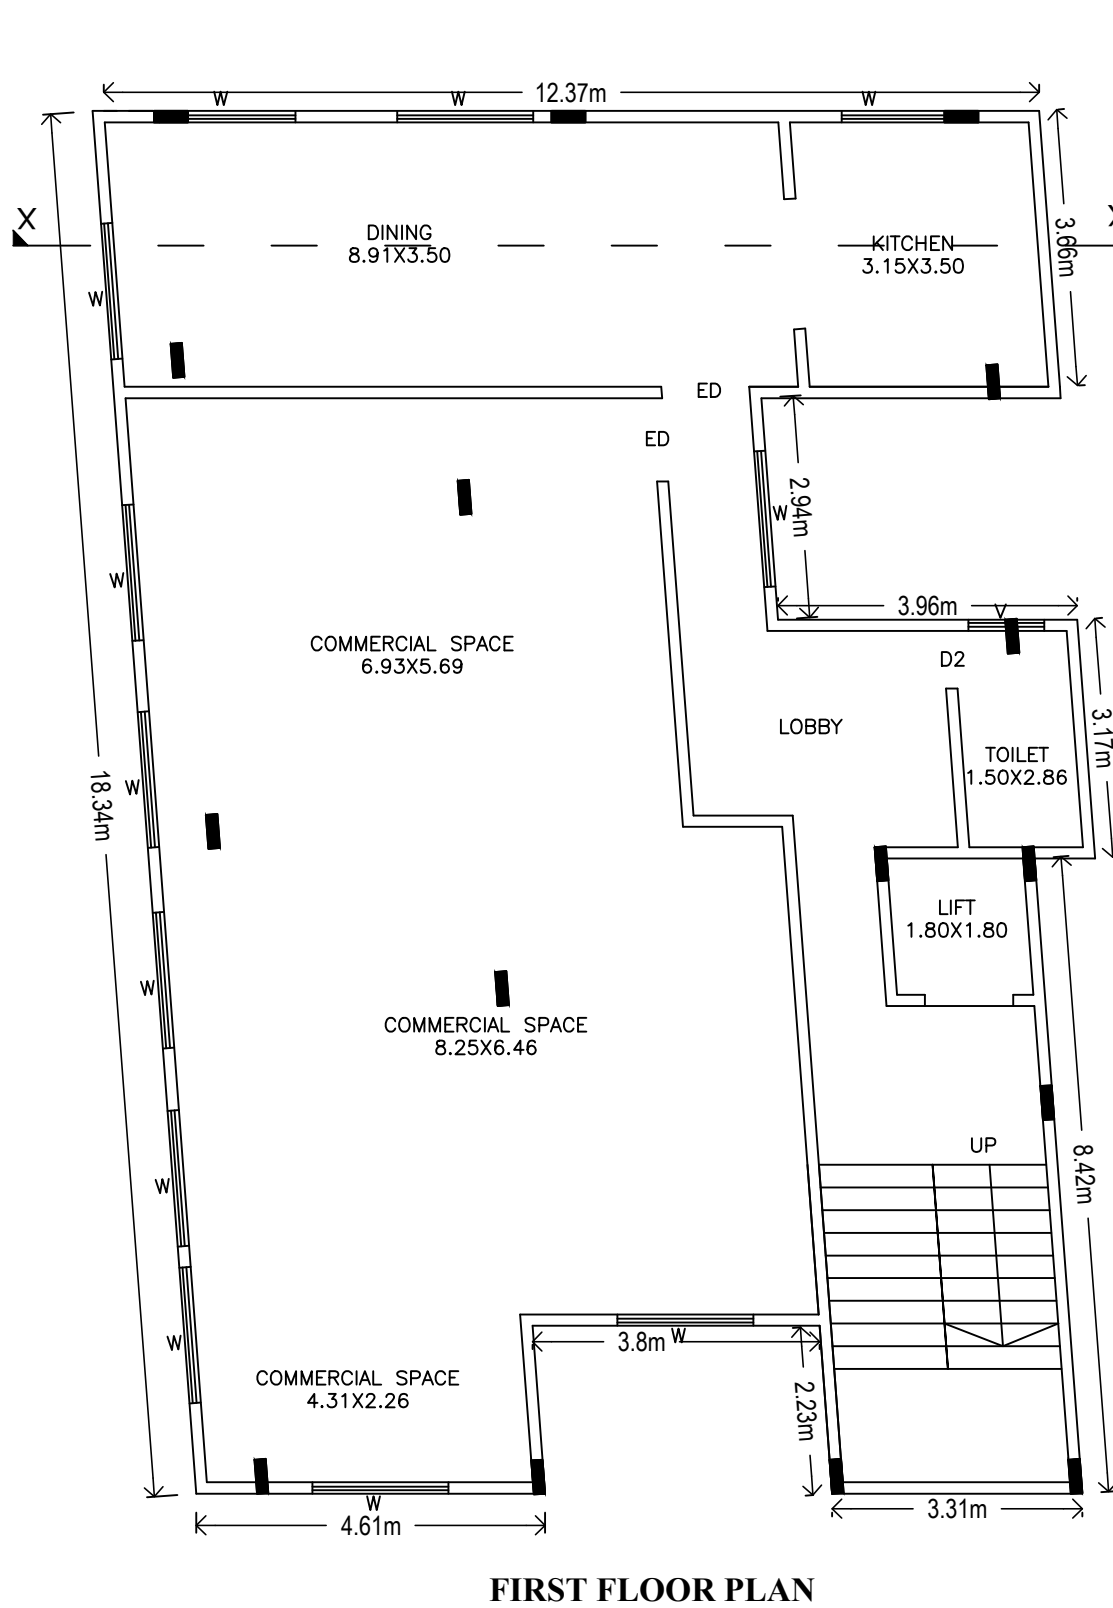 12.37m
W
W
W
X
X
DINING
8.91X3.50
KITCHEN
3.15X3.50
3.66m
W
ED
ED
2.94m
W
W
3.96m
V
COMMERCIAL SPACE
6.93X5.69
D2
LOBBY
3.17m
TOILET
1.50X2.86
W
18.34m
LIFT
1.80X1.80
W
COMMERCIAL SPACE
8.25X6.46
UP
8.42m
W
W
3.8m
W
COMMERCIAL SPACE
4.31X2.26
2.23m
W
4.61m
3.31m
FIRST FLOOR PLAN